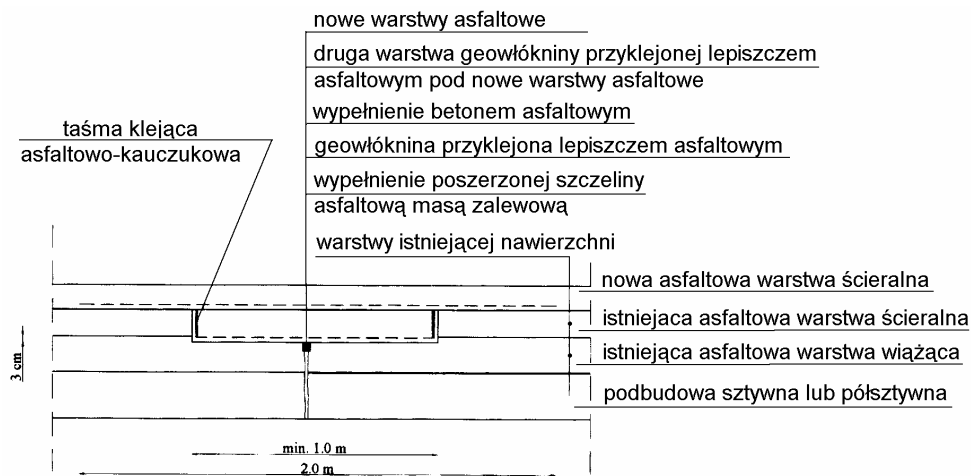 nowe warstwy asfaltowe
druga warstwa geowłókniny przyklejonej lepiszczem
asfaltowym pod nowe warstwy asfaltowe
wypełnienie betonem asfaltowym
taśma klejąca
asfaltowo-kauczukowa
geowłóknina przyklejona lepiszczem asfaltowym
wypełnienie poszerzonej szczeliny
asfaltową masą zalewową
warstwy istniejącej nawierzchni
nowa asfaltowa warstwa ścieralna
istniejaca asfaltowa warstwa ścieralna
istniejąca asfaltowa warstwa wiążąca
podbudowa sztywna lub półsztywna
3 cm
min. 1.0 m
2.0 m